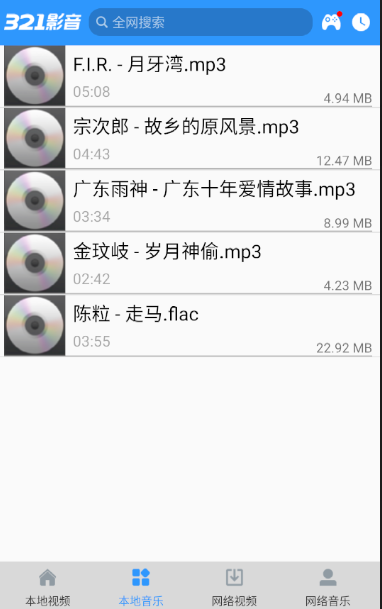 321影音
全网搜索
F.I.R. - 月牙湾.mp3
05:08
4.94 MB
宗次郎 - 故乡的原风景.mp3
04:43
12.47 MB
广东雨神 - 广东十年爱情故事.mp3
03:34
8.99 MB
金玟岐 - 岁月神偷.mp3
02:42
4.23 MB
陈粒 - 走马.flac
03:55
22.92 MB
本地视频 本地音乐 网络视频 网络音乐